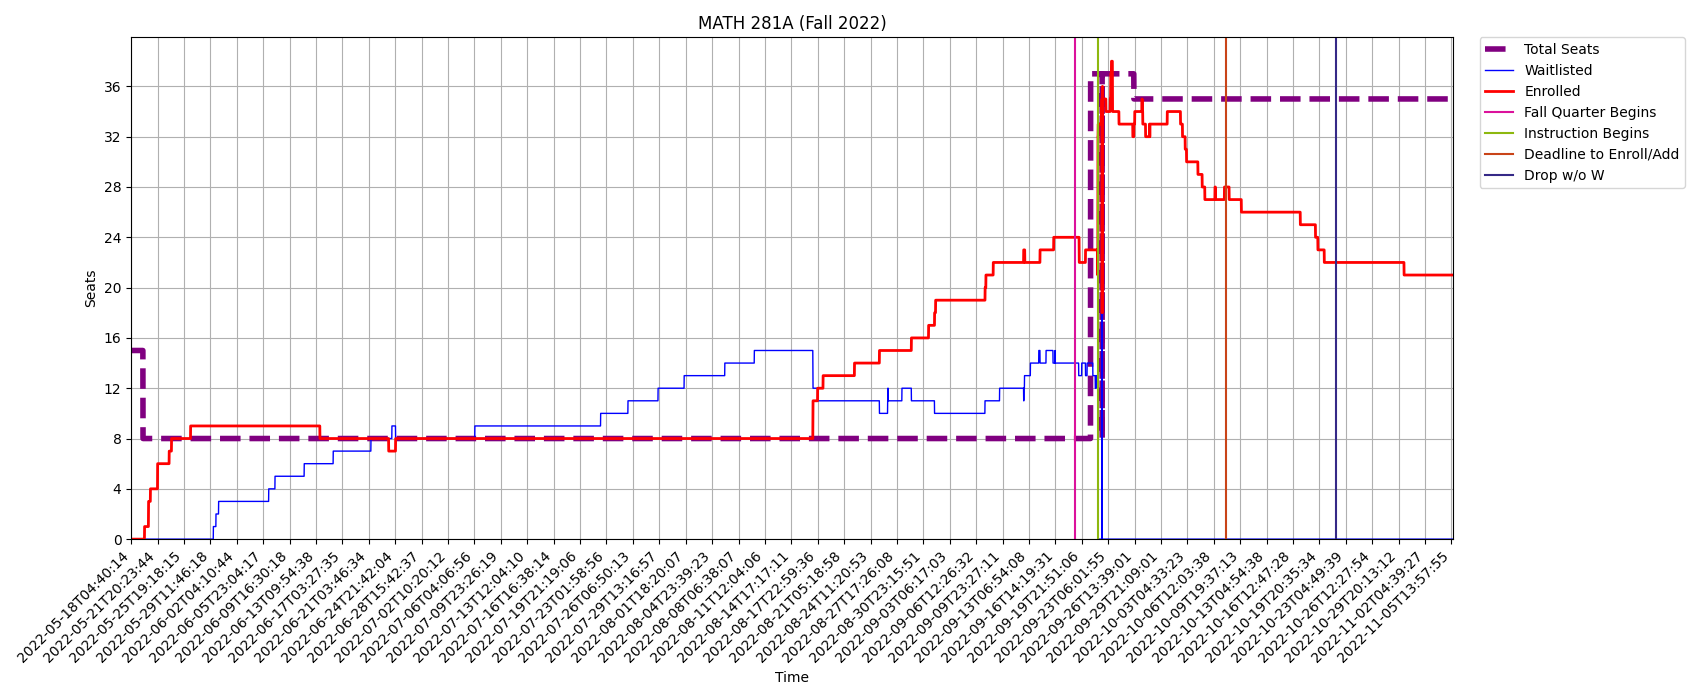 MATH 281A (Fall 2022)
Total Seats
Waitlisted
Enrolled
Fall Quarter Begins
Instruction Begins
Deadline to Enroll/Add
Drop w/o W
Seats
36
32
28
24
20
16
12
8
4
0
2022-05-18T04:40:14
2022-05-21T20:23:44
2022-05-25T19:18:15
2022-05-29T11:46:18
2022-06-02T04:10:44
2022-06-05T23:04:17
2022-06-09T16:30:18
2022-06-13T09:54:38
2022-06-17T03:27:35
2022-06-21T03:46:34
2022-06-24T21:42:04
2022-06-28T15:42:37
2022-07-02T10:20:12
2022-07-06T04:06:56
2022-07-09T23:26:19
2022-07-13T12:04:10
2022-07-16T16:38:14
2022-07-19T21:19:06
2022-07-23T01:58:56
2022-07-26T06:50:13
2022-07-29T13:16:57
2022-08-01T18:20:07
2022-08-04T23:39:23
2022-08-08T06:38:07
2022-08-11T12:04:06
2022-08-14T17:17:11
2022-08-17T22:59:36
2022-08-21T05:18:58
2022-08-24T11:20:53
2022-08-27T17:26:08
2022-08-30T23:15:51
2022-09-03T06:17:03
2022-09-06T12:26:32
2022-09-09T23:27:11
2022-09-13T06:54:08
2022-09-16T14:19:31
2022-09-19T21:51:06
2022-09-23T06:01:55
2022-09-26T13:39:01
2022-09-29T21:09:01
2022-10-03T04:33:23
2022-10-06T12:03:38
2022-10-09T19:37:13
2022-10-13T04:54:38
2022-10-16T12:47:28
2022-10-19T20:35:34
2022-10-23T04:49:39
2022-10-26T12:27:54
2022-10-29T20:13:12
2022-11-02T04:39:27
2022-11-05T13:57:55
Time